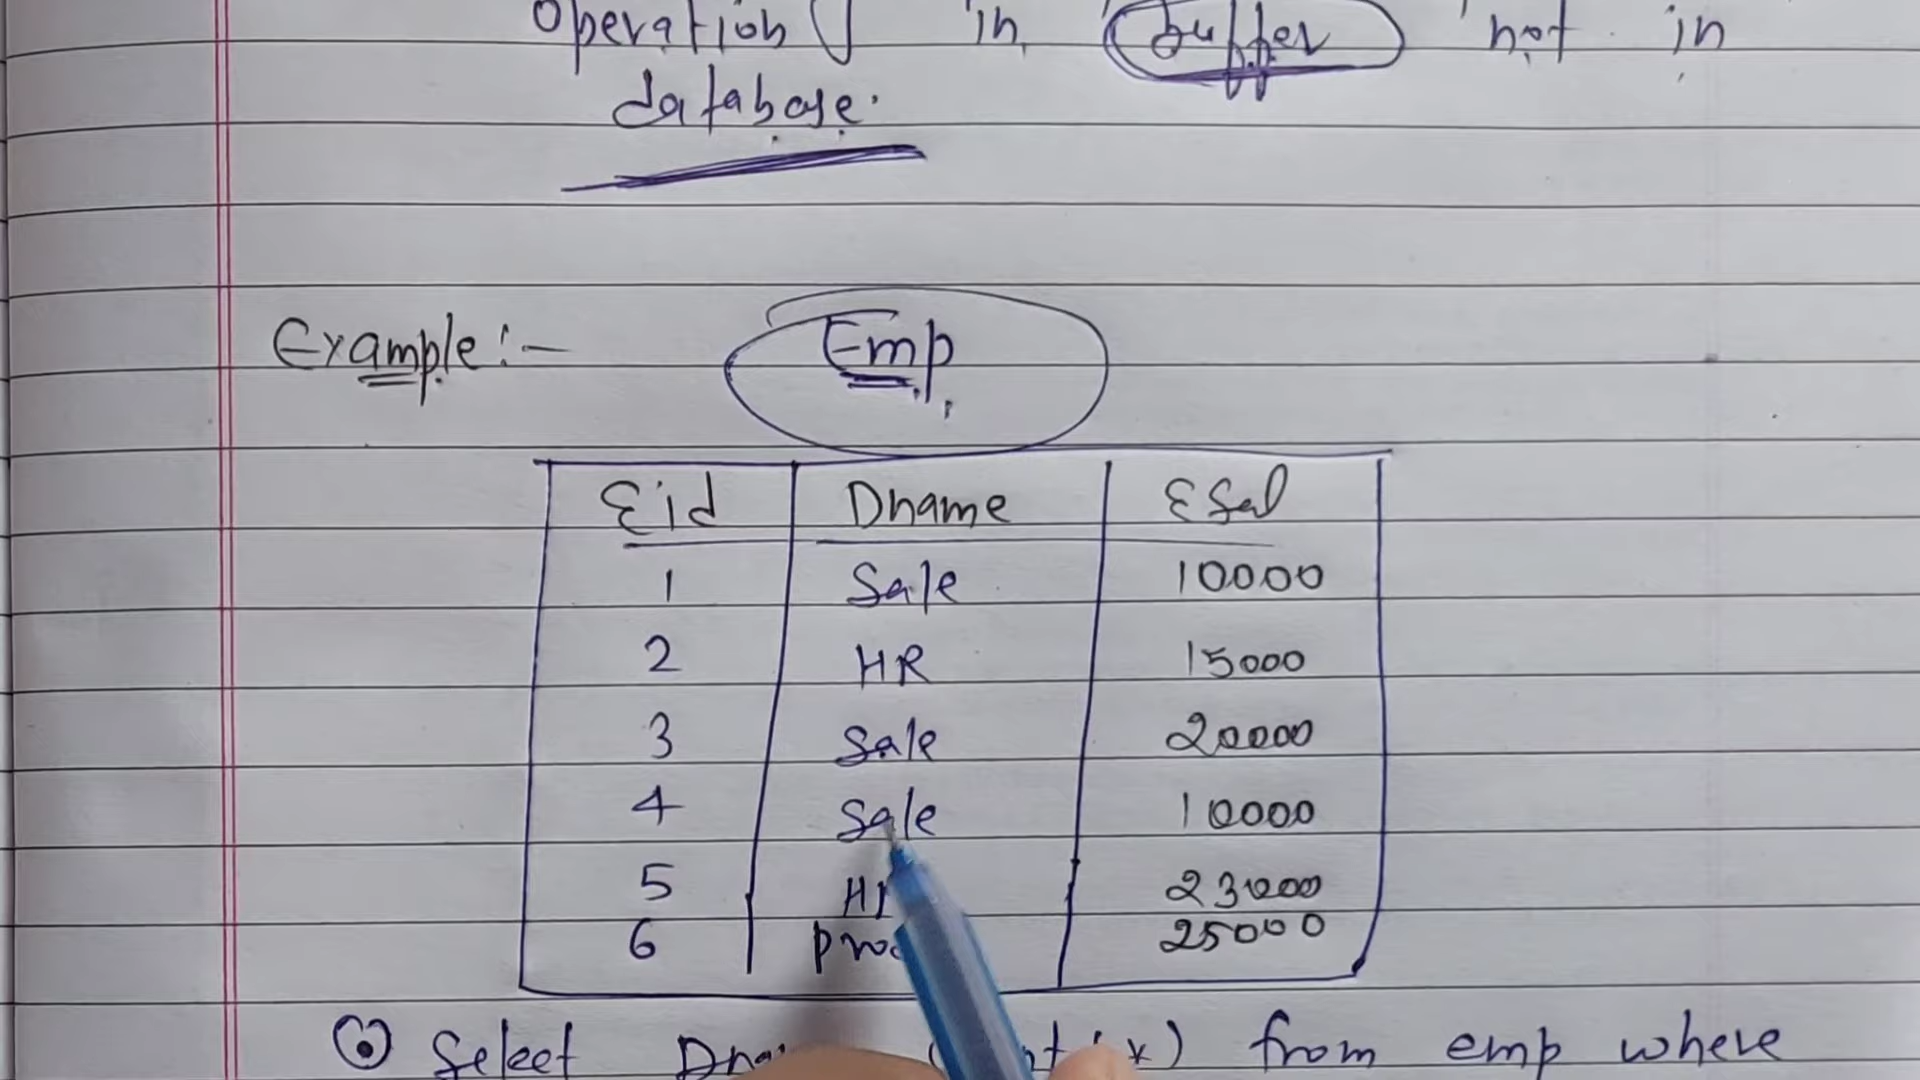 Operation in buffer not in
database.
Example:- Emp
Eid Dname ESal
1 Sale 10000
2 HR 15000
3 Sale 20000
4 Sale 10000
5 23000
6 25000
Select from emp where